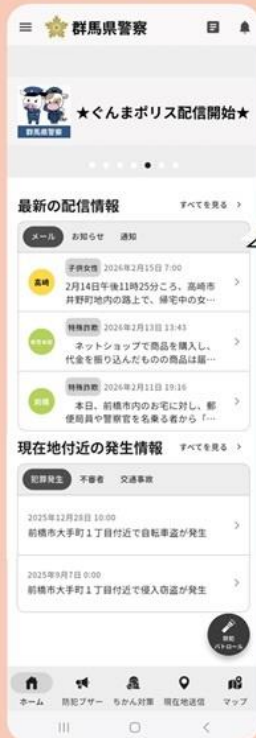 群馬県警察
★ぐんまポリス配信開始★
群馬県警察
最新の配信情報
すべてを見る
メール
お知らせ
通知
高崎
子供女性 2026年2月15日 7:00
2月14日午後11時25分ころ、高崎市
井野町地内の路上で、帰宅中の女…
特殊詐欺 2026年2月13日 13:43
ネットショップで商品を購入し、
代金を振り込んだものの商品は届…
前橋
特殊詐欺 2026年2月11日 19:16
本日、前橋市内のお宅に対し、郵
便局員や警察官を名乗る者から「…
現在地付近の発生情報
すべてを見る
犯罪発生
不審者
交通事故
2025年12月28日 10:00
前橋市大手町1丁目付近で自転車盗が発生
2025年9月7日 0:00
前橋市大手町1丁目付近で侵入窃盗が発生
防犯
パトロール
ホーム
防犯ブザー
ちかん対策
現在地送信
マップ